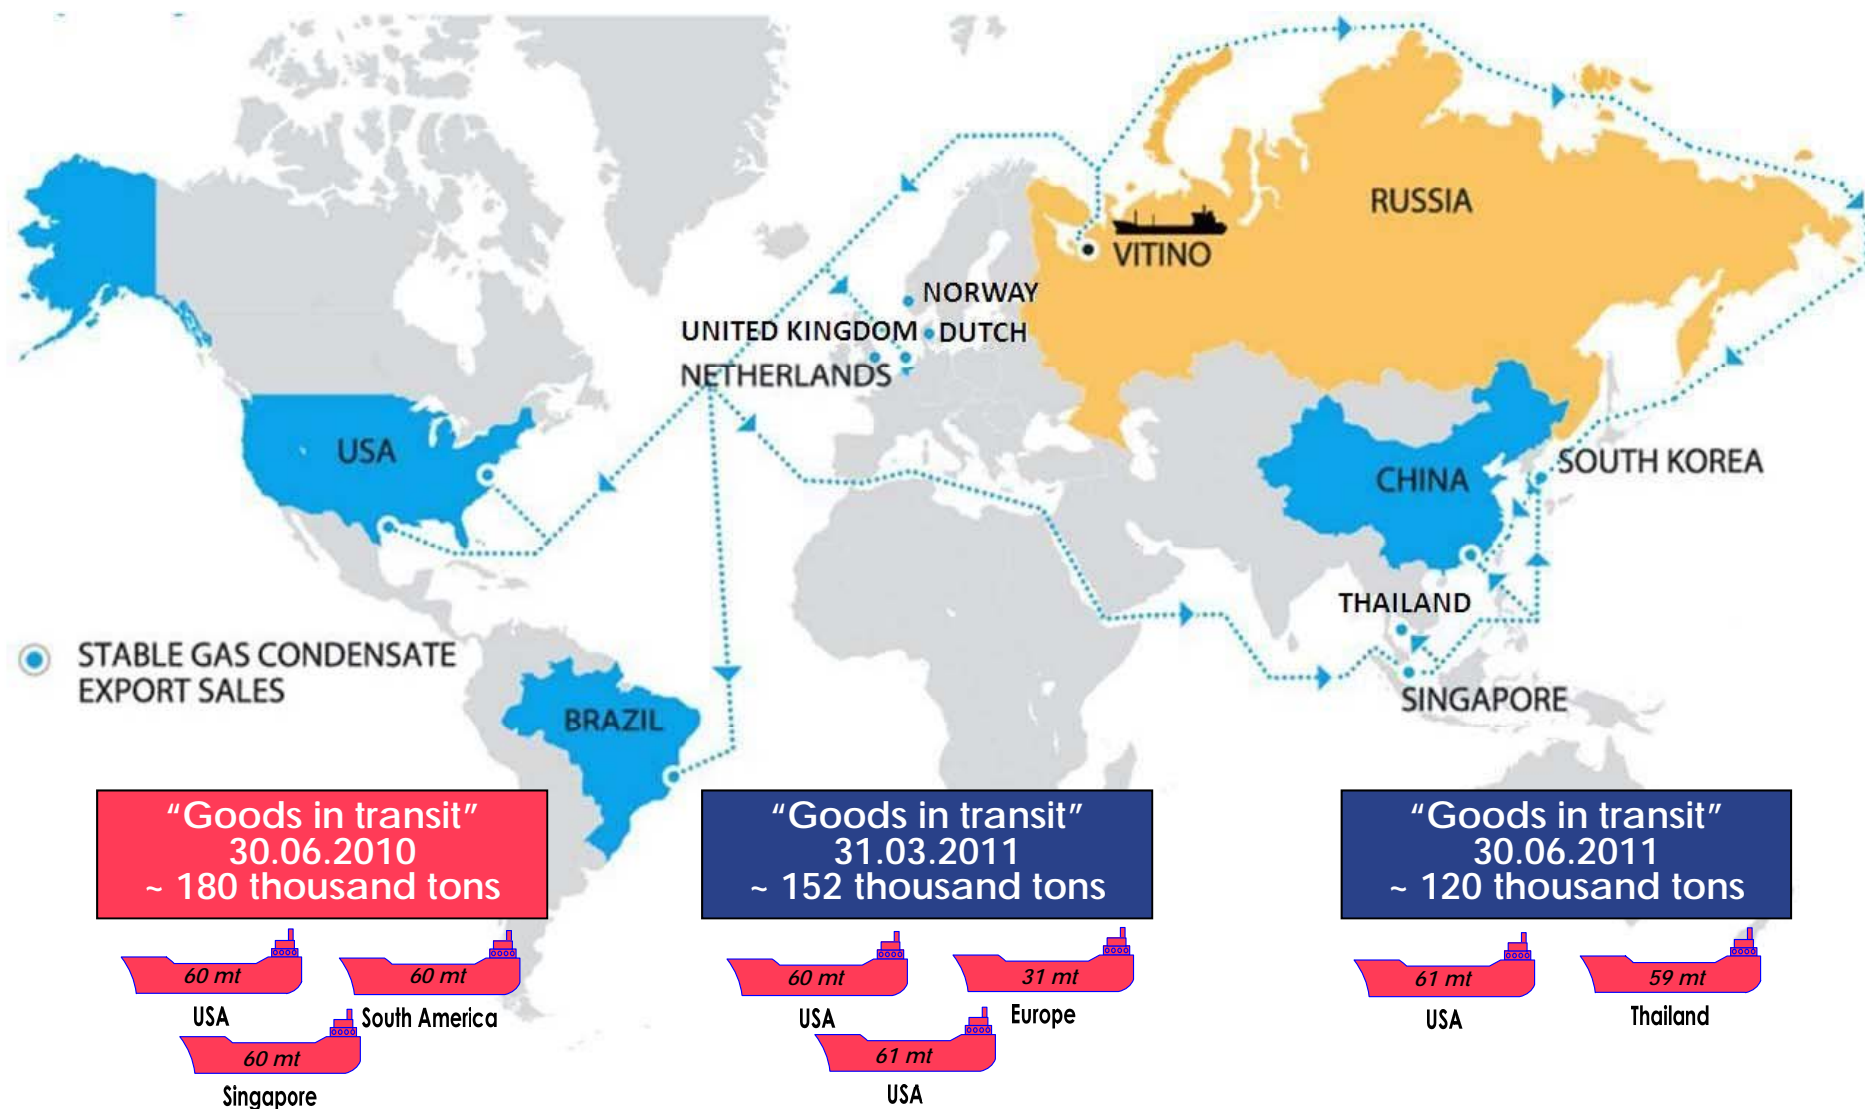 RUSSIA
VITINO
NORWAY
UNITED KINGDOM
DUTCH
NETHERLANDS
USA
CHINA
SOUTH KOREA
THAILAND
SINGAPORE
STABLE GAS CONDENSATE
EXPORT SALES
BRAZIL
“Goods in transit”
30.06.2010
~ 180 thousand tons
60 mt
USA
60 mt
South America
60 mt
Singapore
“Goods in transit”
31.03.2011
~ 152 thousand tons
60 mt
USA
31 mt
Europe
61 mt
USA
“Goods in transit”
30.06.2011
~ 120 thousand tons
61 mt
USA
59 mt
Thailand